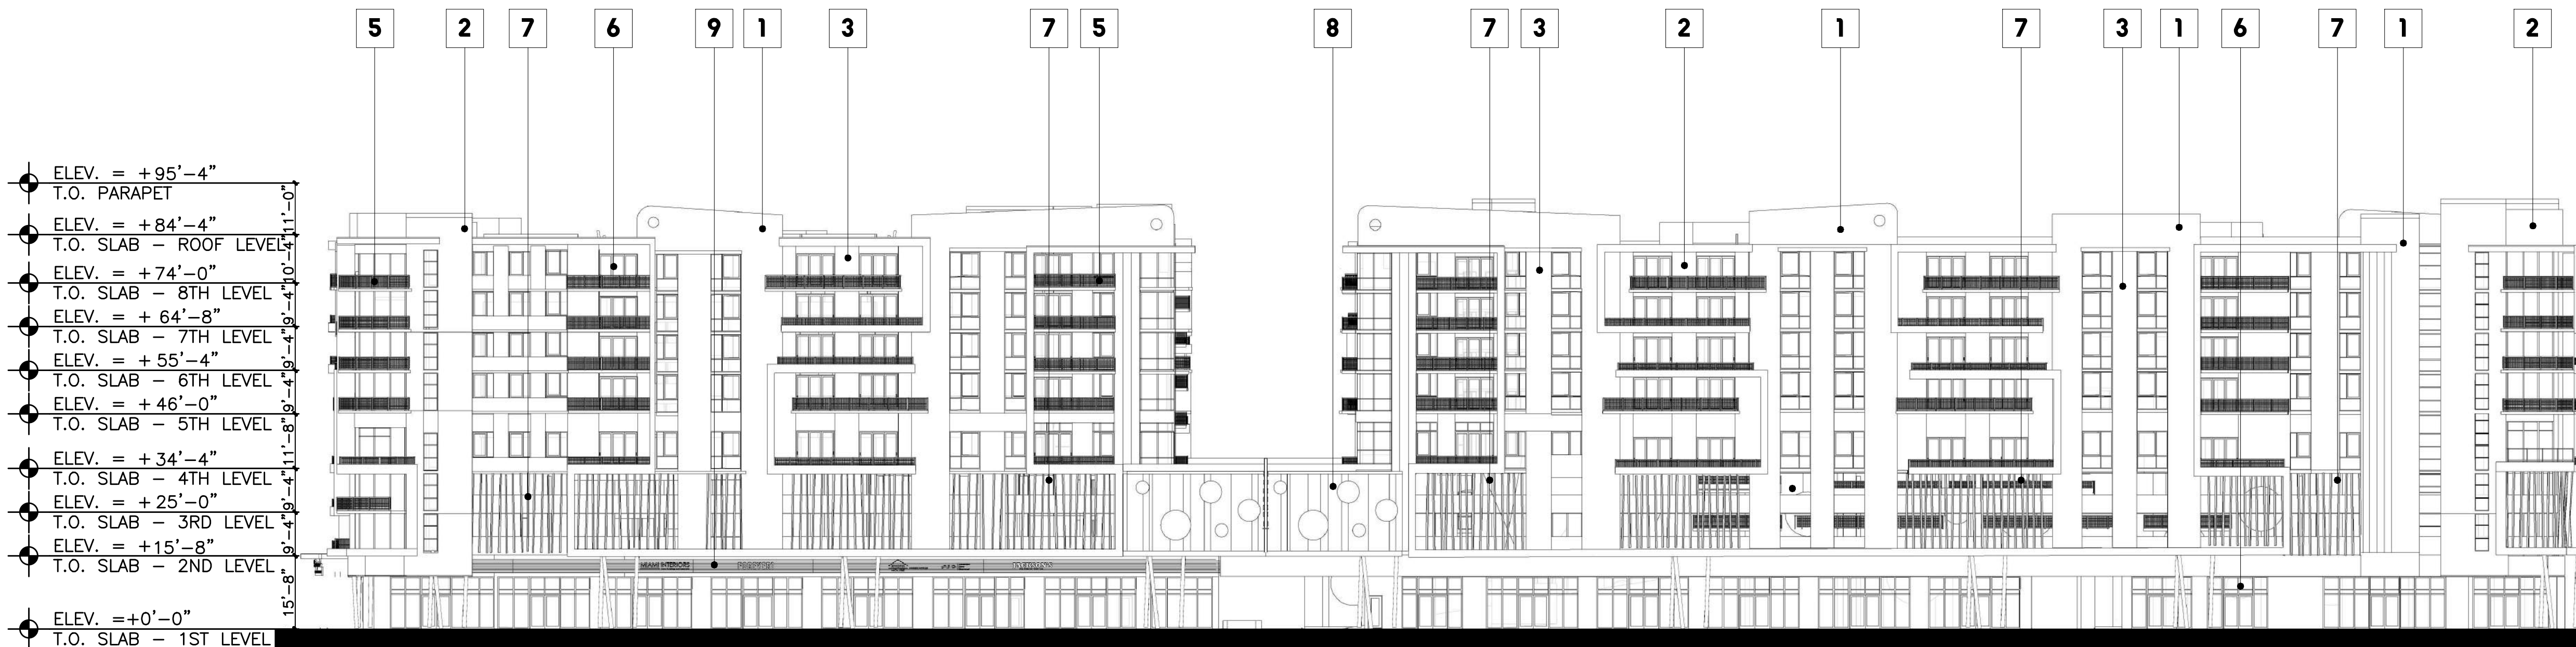 5 2 7 6 9 1 3 7 5 8 7 3 2 1 7 3 1 6 7 1 2
ELEV. = +95'-4"
T.O. PARAPET
11'-0"
ELEV. = +84'-4"
T.O. SLAB - ROOF LEVEL
10'-4"
ELEV. = +74'-0"
T.O. SLAB - 8TH LEVEL
9'-4"
ELEV. = + 64'-8"
T.O. SLAB - 7TH LEVEL
9'-4"
ELEV. = +55'-4"
T.O. SLAB - 6TH LEVEL
9'-4"
ELEV. = +46'-0"
T.O. SLAB - 5TH LEVEL
11'-8"
ELEV. = +34'-4"
T.O. SLAB - 4TH LEVEL
9'-4"
ELEV. = +25'-0"
T.O. SLAB - 3RD LEVEL
9'-4"
ELEV. = +15'-8"
T.O. SLAB - 2ND LEVEL
MIAMI INTERIORS
15'-8"
ELEV. =+0'-0"
T.O. SLAB - 1ST LEVEL